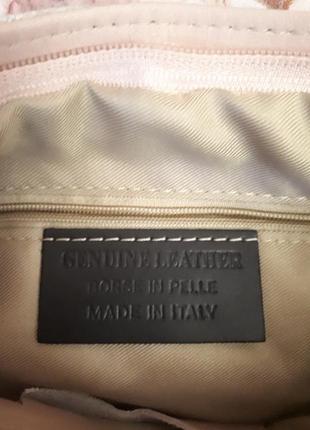 GENUINE LEATHER
BORSE IN PELLE
MADE IN ITALY